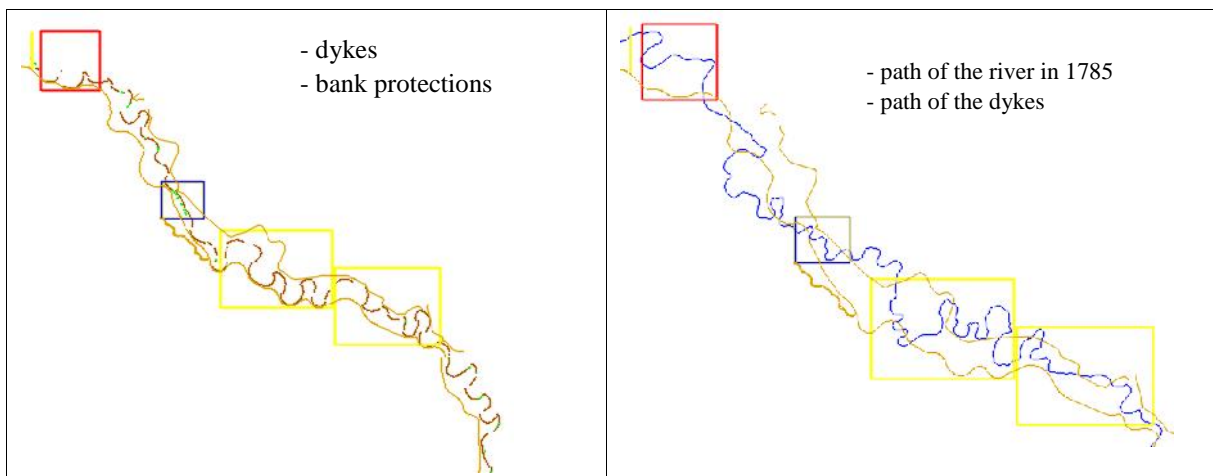 - dykes
- bank protections
- path of the river in 1785
- path of the dykes